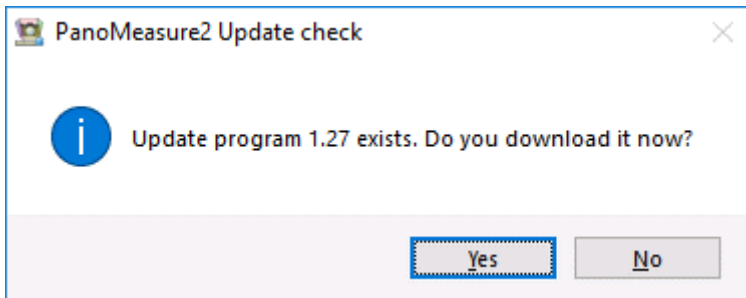 PanoMeasure2 Update check
Update program 1.27 exists. Do you download it now?
Yes
No